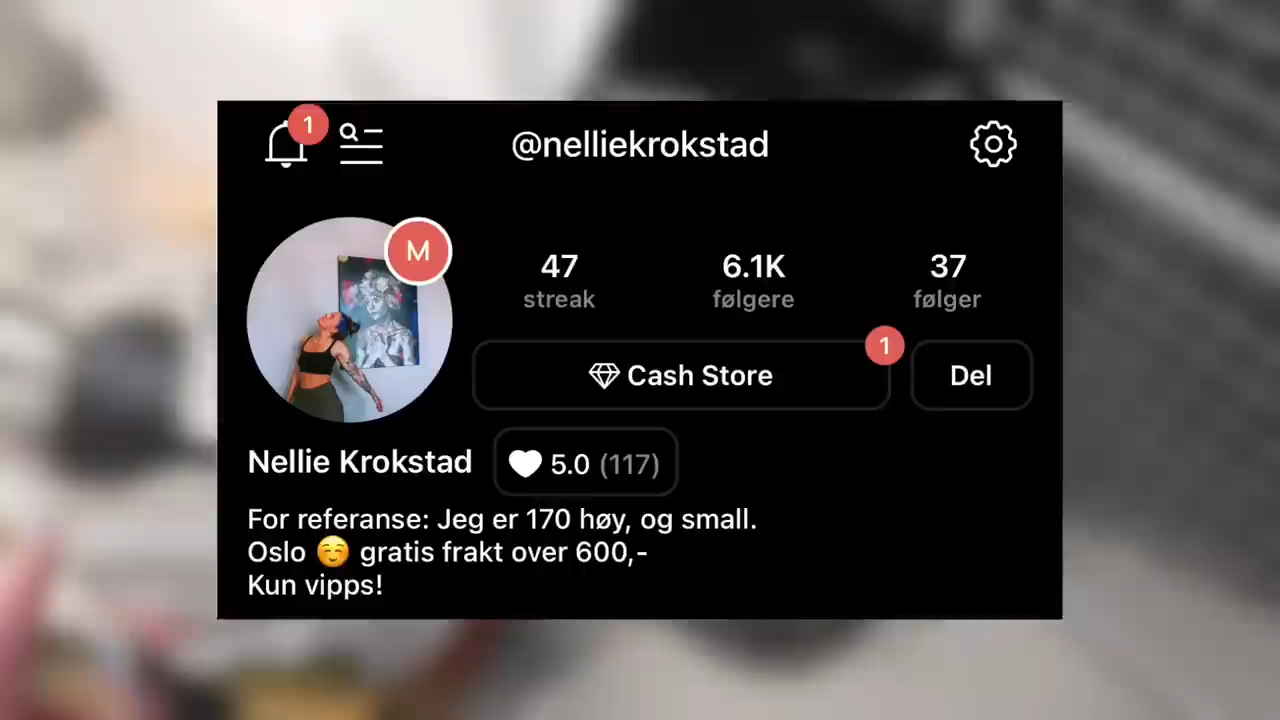 1
@nelliekrokstad
M
47
streak
6.1K
følgere
37
følger
Cash Store
1
Del
Nellie Krokstad
5.0 (117)
For referanse: Jeg er 170 høy, og small.
Oslo ☺️ gratis frakt over 600,-
Kun vipps!